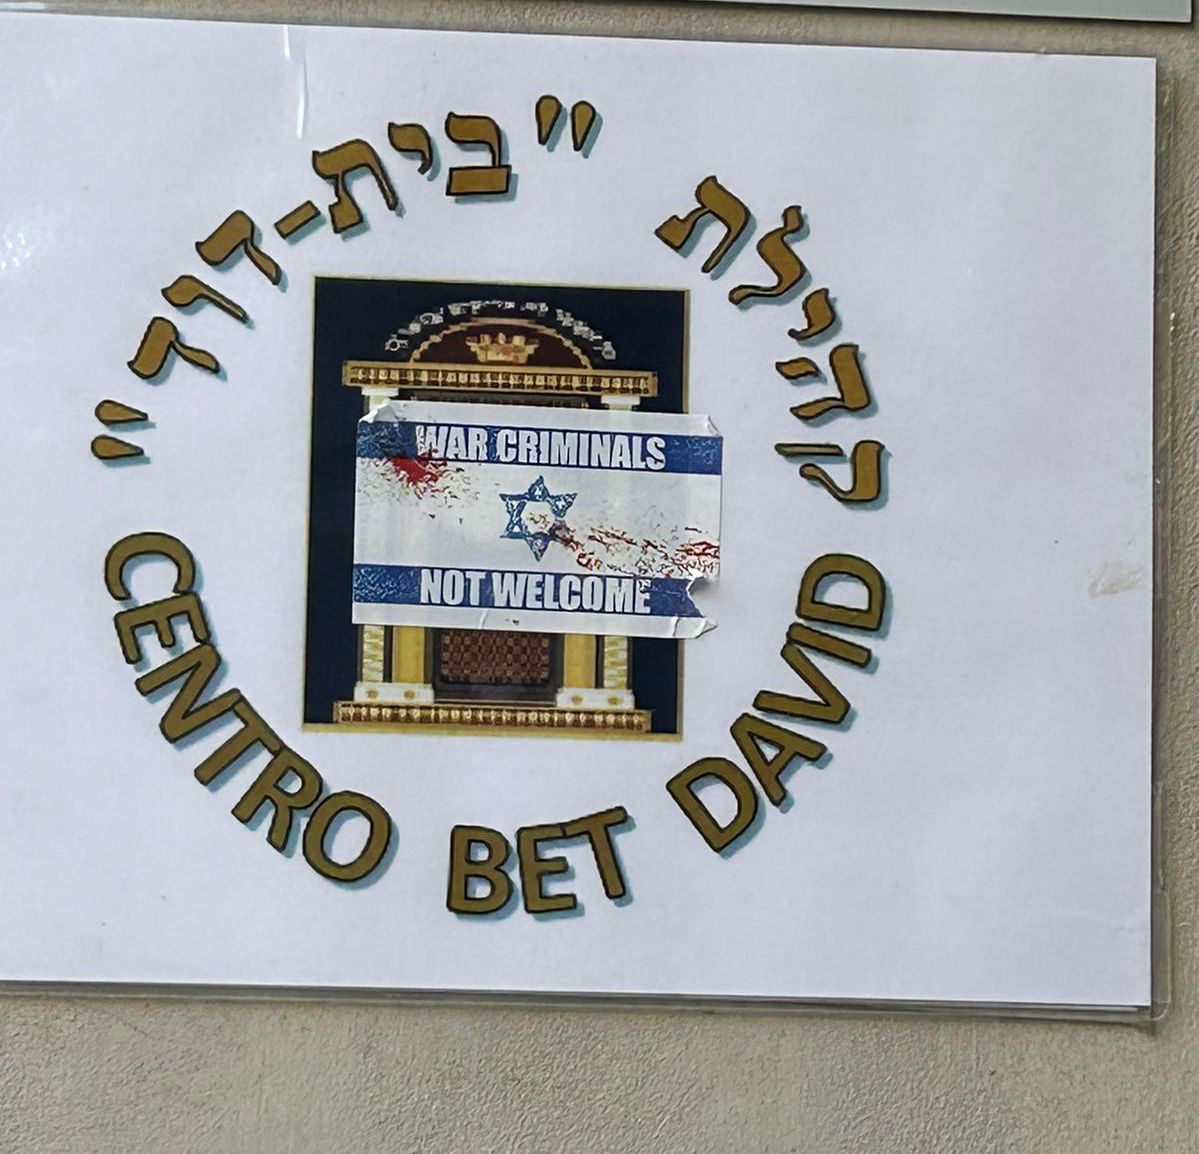 קהילת "בית-דוד"
WAR CRIMINALS
NOT WELCOME
CENTRO BET DAVID